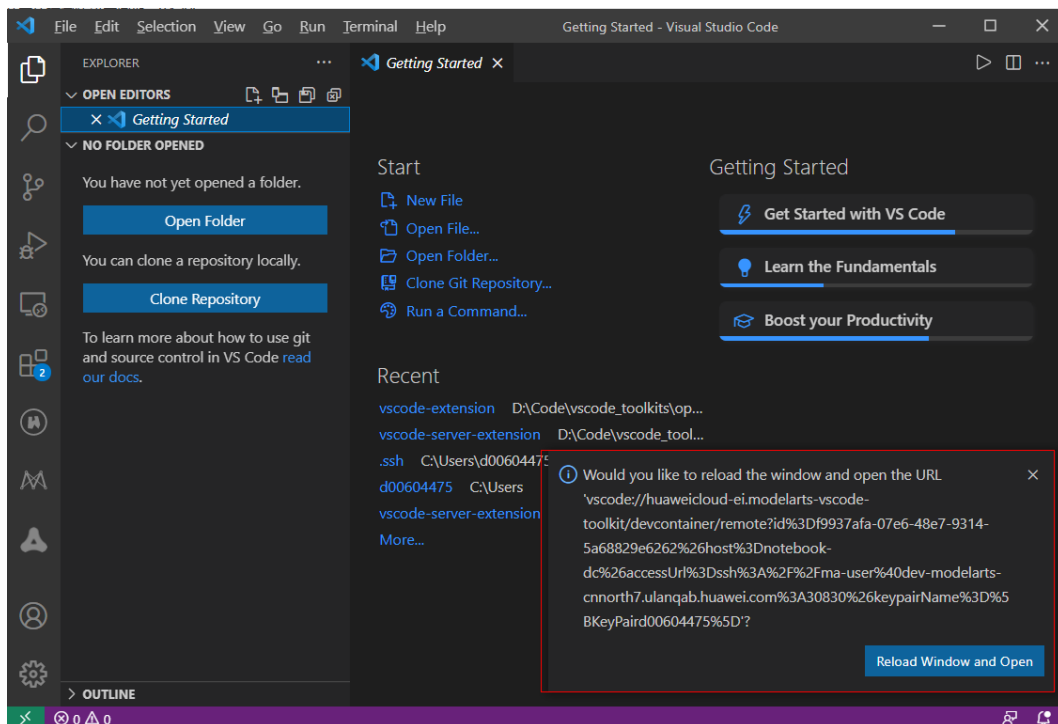 File Edit Selection View Go Run Terminal Help Getting Started - Visual Studio Code
EXPLORER
Getting Started
OPEN EDITORS
Getting Started
NO FOLDER OPENED
You have not yet opened a folder.
Open Folder
You can clone a repository locally.
Clone Repository
To learn more about how to use git
and source control in VS Code read
our docs.
OUTLINE
Start
New File
Open File...
Open Folder...
Clone Git Repository...
Run a Command...
Recent
vscode-extension D:\Code\vscode_toolkits\op...
vscode-server-extension D:\Code\vscode_tool...
.ssh C:\Users\d00604475
d00604475 C:\Users
vscode-server-extension
More...
Getting Started
Get Started with VS Code
Learn the Fundamentals
Boost your Productivity
Would you like to reload the window and open the URL
'vscode://huaweicloud-ei.modelarts-vscode-
toolkit/devcontainer/remote?id%3Df9937afa-07e6-48e7-9314-
5a68829e6262%26host%3Dnotebook-
dc%26accessUrl%3Dssh%3A%2F%2Fma-user%40dev-modelarts-
cnnorth7.ulanqab.huawei.com%3A30830%26keypairName%3D%5
BKeyPaird00604475%5D'?
Reload Window and Open
2
0 0